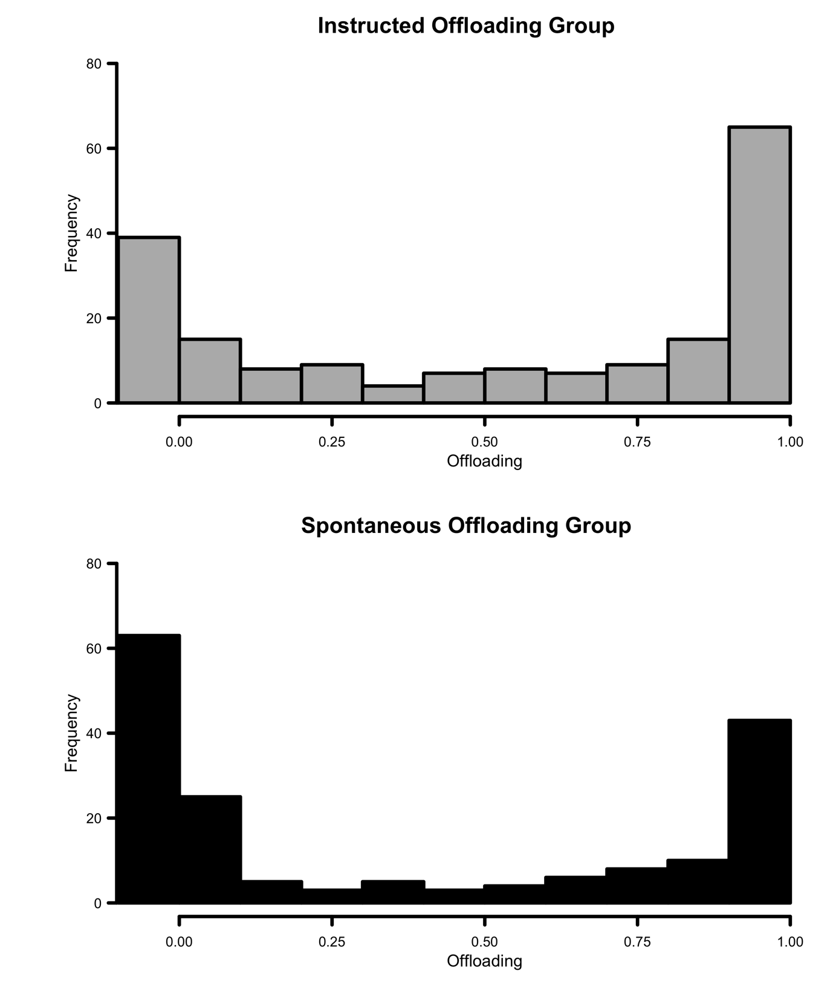 Instructed Offloading Group
80
60
40
20
0
Frequency
0.00 0.25 0.50 0.75 1.00
Offloading
Spontaneous Offloading Group
80
60
40
20
0
Frequency
0.00 0.25 0.50 0.75 1.00
Offloading